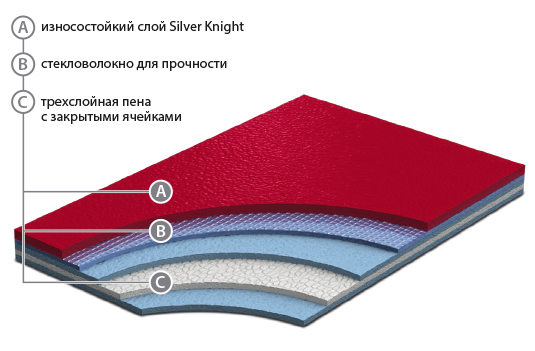 A износостойкий слой Silver Knight
B стекловолокно для прочности
C трехслойная пена
с закрытыми ячейками
A
B
C